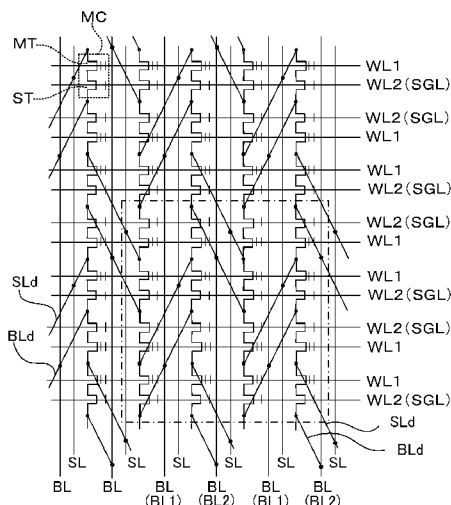 MC
MT
ST
WL1
WL2(SGL)
WL2(SGL)
WL1
WL1
WL2(SGL)
WL2(SGL)
WL1
SLd
WL1
WL2(SGL)
BLd
WL2(SGL)
WL1
WL1
WL2(SGL)
SLd
BLd
SL SL SL SL SL SL
BL BL BL BL BL BL
(BL1) (BL2) (BL1) (BL2)